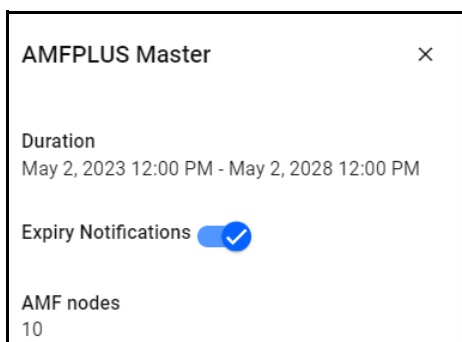 AMFPLUS Master
Duration
May 2, 2023 12:00 PM - May 2, 2028 12:00 PM
Expiry Notifications
AMF nodes
10